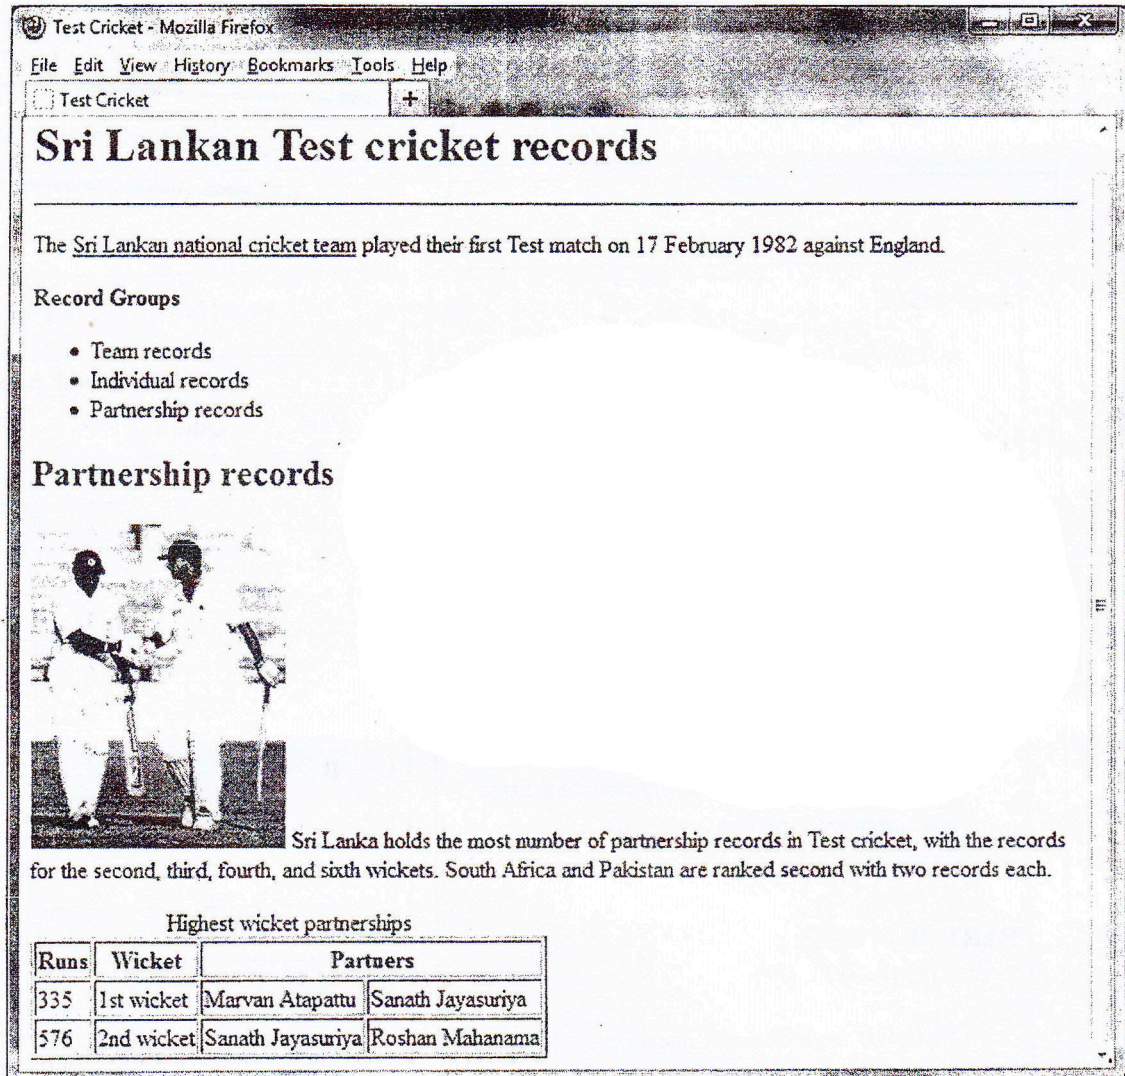 Test Cricket - Mozilla Firefox
File Edit View History Bookmarks Tools Help
Test Cricket +
Sri Lankan Test cricket records
The Sri Lankan national cricket team played their first Test match on 17 February 1982 against England.
Record Groups
• Team records
• Individual records
• Partnership records
Partnership records
Sri Lanka holds the most number of partnership records in Test cricket, with the records
for the second, third, fourth, and sixth wickets. South Africa and Pakistan are ranked second with two records each.
Highest wicket partnerships
Runs Wicket Partners
335 1st wicket Marvan Atapattu Sanath Jayasuriya
576 2nd wicket Sanath Jayasuriya Roshan Mahanama